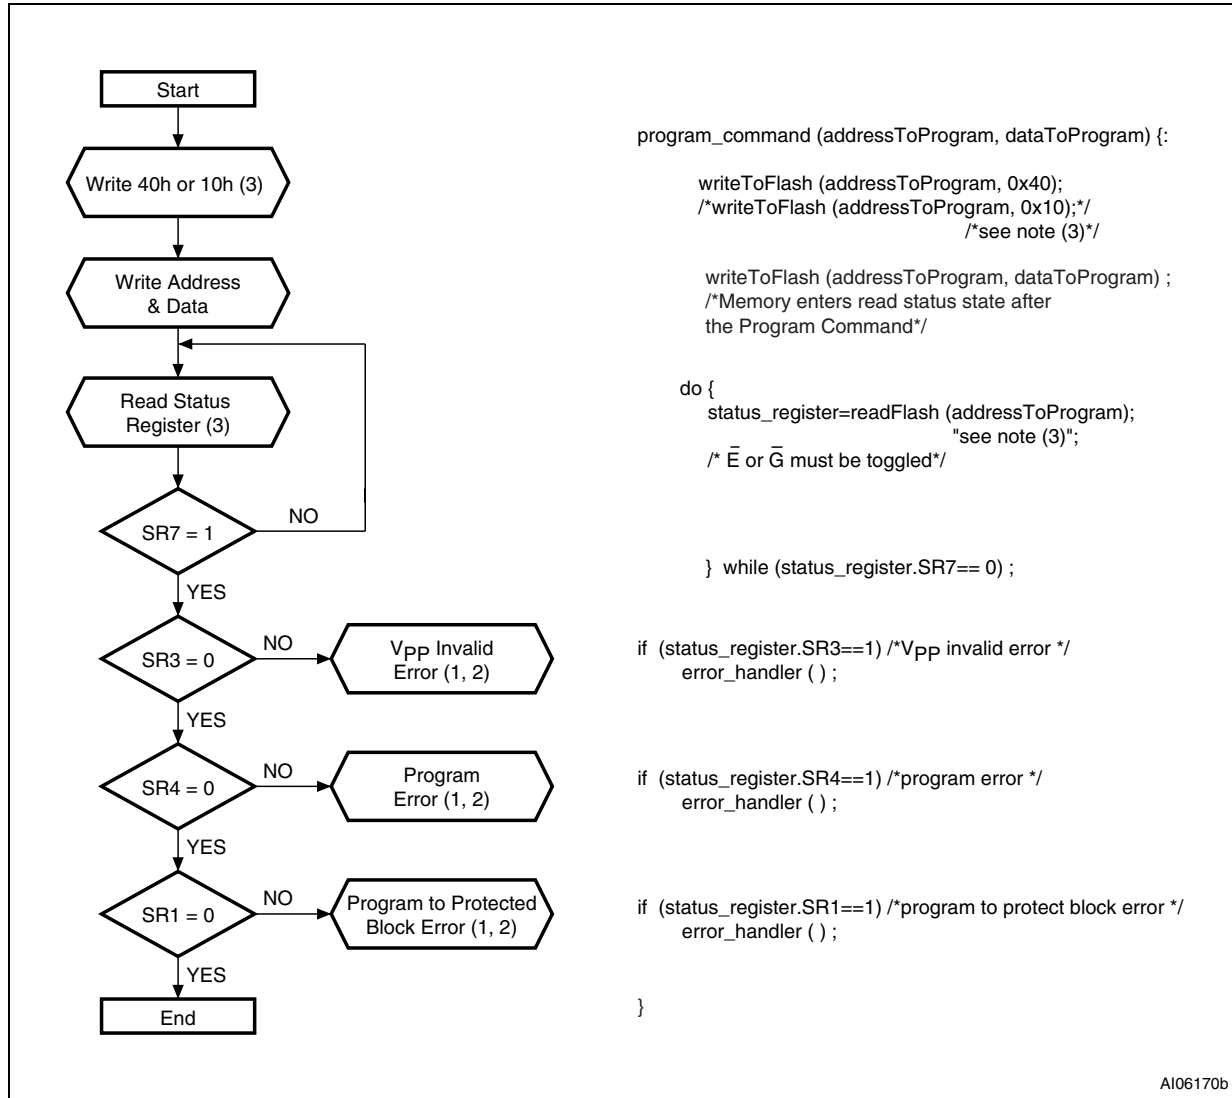 Start
Write 40h or 10h (3)
Write Address
& Data
Read Status
Register (3)
SR7 = 1
NO
YES
SR3 = 0
NO
VPP Invalid
Error (1, 2)
YES
SR4 = 0
NO
Program
Error (1, 2)
YES
SR1 = 0
NO
Program to Protected
Block Error (1, 2)
YES
End
program_command (addressToProgram, dataToProgram) {:
writeToFlash (addressToProgram, 0x40);
/*writeToFlash (addressToProgram, 0x10);*/
/*see note (3)*/
writeToFlash (addressToProgram, dataToProgram) ;
/*Memory enters read status state after
the Program Command*/
do {
status_register=readFlash (addressToProgram);
"see note (3)";
/* E̅ or G̅ must be toggled*/
} while (status_register.SR7== 0) ;
if (status_register.SR3==1) /*VPP invalid error */
error_handler ( ) ;
if (status_register.SR4==1) /*program error */
error_handler ( ) ;
if (status_register.SR1==1) /*program to protect block error */
error_handler ( ) ;
}
AI06170b